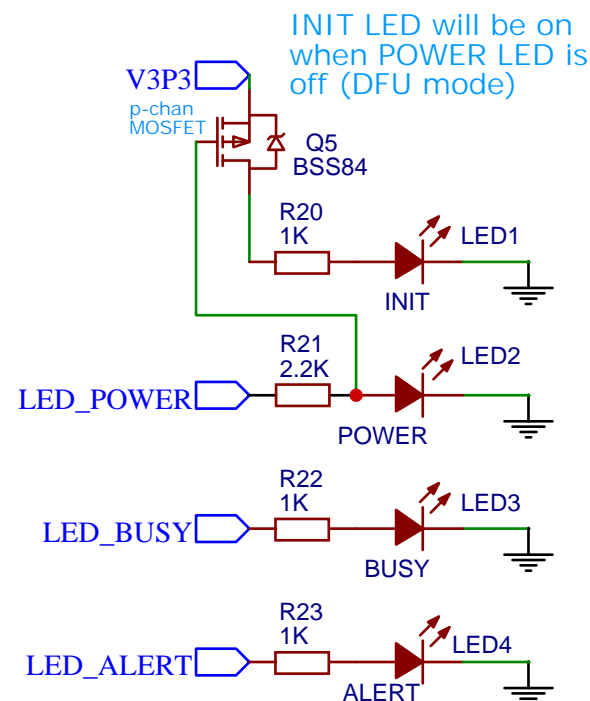 INIT LED will be on
when POWER LED is
off (DFU mode)
V3P3
p-chan
MOSFET
Q5
BSS84
R20
1K
LED1
INIT
R21
2.2K
LED2
LED_POWER
POWER
R22
1K
LED3
LED_BUSY
BUSY
R23
1K
LED4
LED_ALERT
ALERT